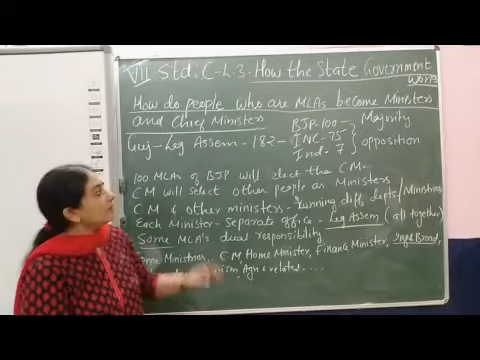 VII Std: C-L.3-How the State Government
Works
How do people who are MLAs become Ministers
and Chief Ministers
Guj-Leg Assem-182-
BJP-100-
INC-75
Ind-7
Majority
opposition
100 MLAs of BJP will elect the C.M.
CM will select other people as Ministers
CM & other ministers-running diff depts/Ministries
Each Minister-separate office-Leg Assem (all together)
Some MLA's dual responsibility
Some Ministers C.M, Home Minister, Finance Minister,
Agri & related....